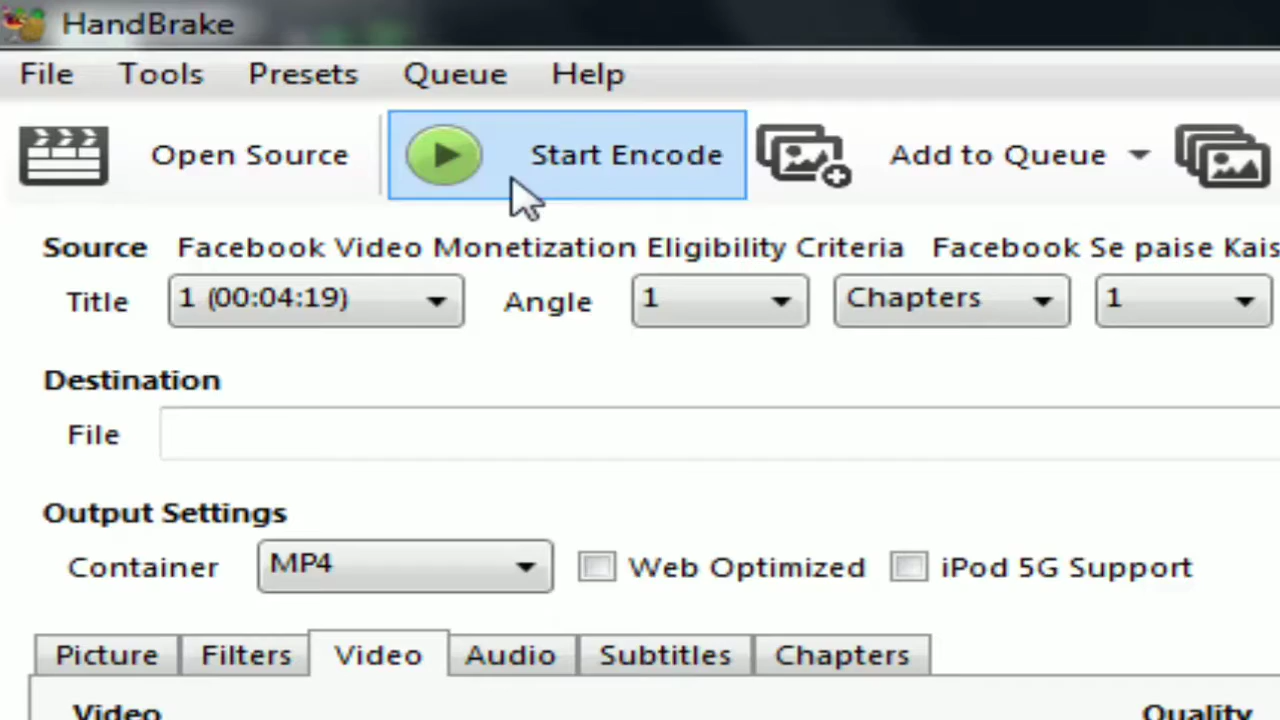 HandBrake
File Tools Presets Queue Help
Open Source Start Encode Add to Queue
Source Facebook Video Monetization Eligibility Criteria Facebook Se paise Kais
Title 1 (00:04:19) Angle 1 Chapters 1
Destination
File
Output Settings
Container MP4 Web Optimized iPod 5G Support
Picture Filters Video Audio Subtitles Chapters
Video Quality